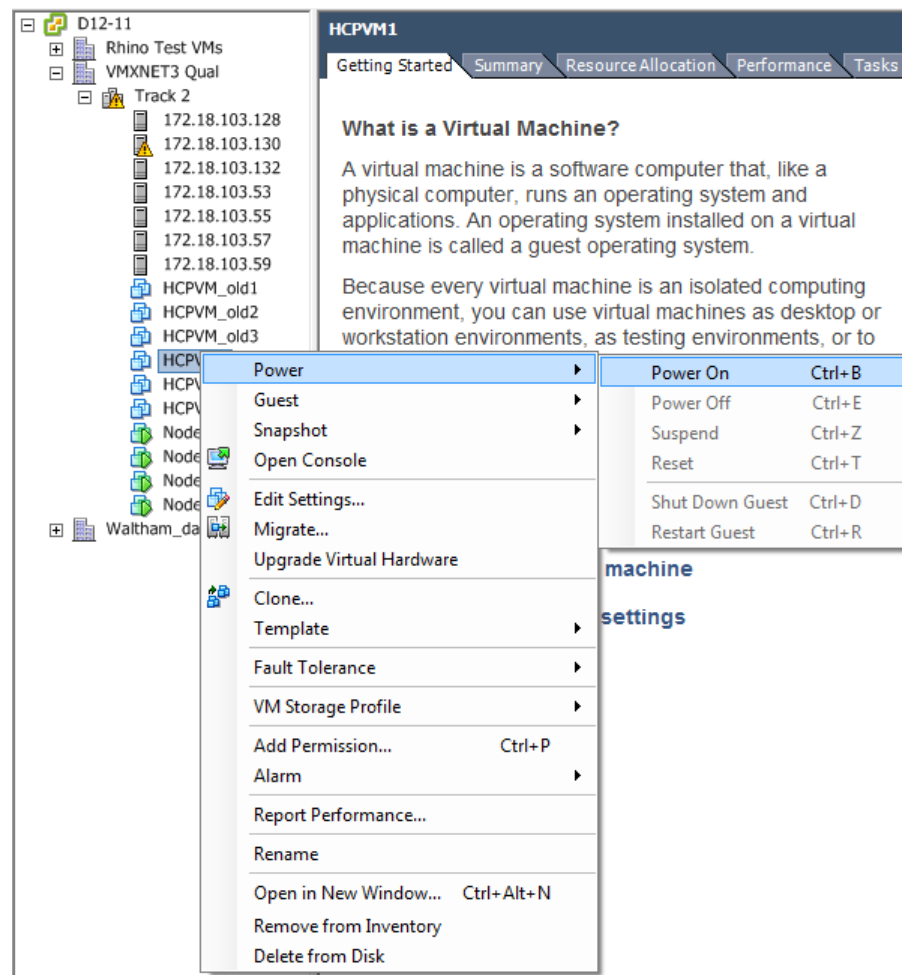 D12-11
Rhino Test VMs
VMXNET3 Qual
Track 2
172.18.103.128
172.18.103.130
172.18.103.132
172.18.103.53
172.18.103.55
172.18.103.57
172.18.103.59
HCPVM_old1
HCPVM_old2
HCPVM_old3
Node
Node
Node
Node
Waltham_da
HCPVM1
Getting Started Summary Resource Allocation Performance Tasks
What is a Virtual Machine?
A virtual machine is a software computer that, like a
physical computer, runs an operating system and
applications. An operating system installed on a virtual
machine is called a guest operating system.
Because every virtual machine is an isolated computing
environment, you can use virtual machines as desktop or
workstation environments, as testing environments, or to
machine
settings
Power
Guest
Snapshot
Open Console
Edit Settings...
Migrate...
Upgrade Virtual Hardware
Clone...
Template
Fault Tolerance
VM Storage Profile
Add Permission... Ctrl+P
Alarm
Report Performance...
Rename
Open in New Window... Ctrl+Alt+N
Remove from Inventory
Delete from Disk
Power On Ctrl+B
Power Off Ctrl+E
Suspend Ctrl+Z
Reset Ctrl+T
Shut Down Guest Ctrl+D
Restart Guest Ctrl+R